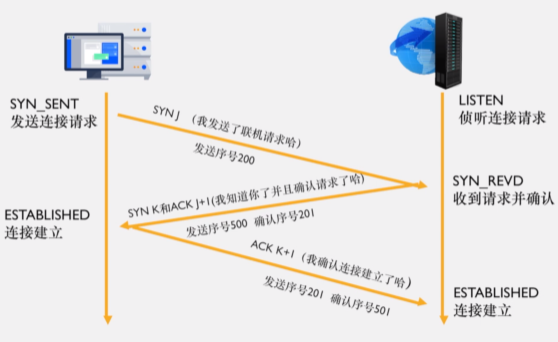 SYN_SENT
发送连接请求
LISTEN
侦听连接请求
SYN J （我发送了联机请求哈）
发送序号200
SYN_REVD
收到请求并确认
SYN K和ACK J+1(我知道你了并且确认请求了哈)
发送序号500 确认序号201
ESTABLISHED
连接建立
ACK K+1（我确认连接建立了哈）
发送序号201 确认序号501
ESTABLISHED
连接建立